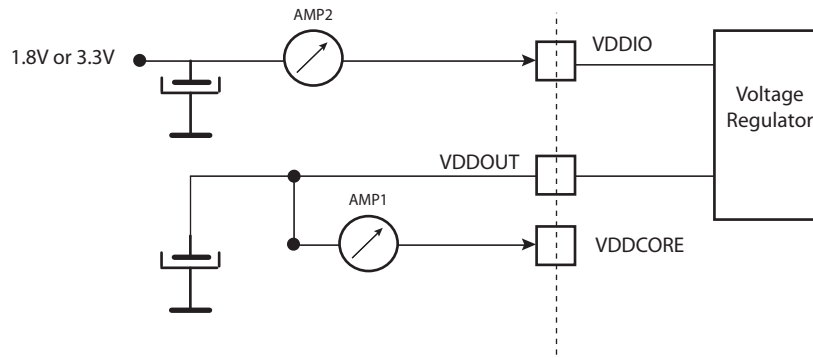 AMP2
1.8V or 3.3V
VDDIO
Voltage
Regulator
VDDOUT
AMP1
VDDCORE